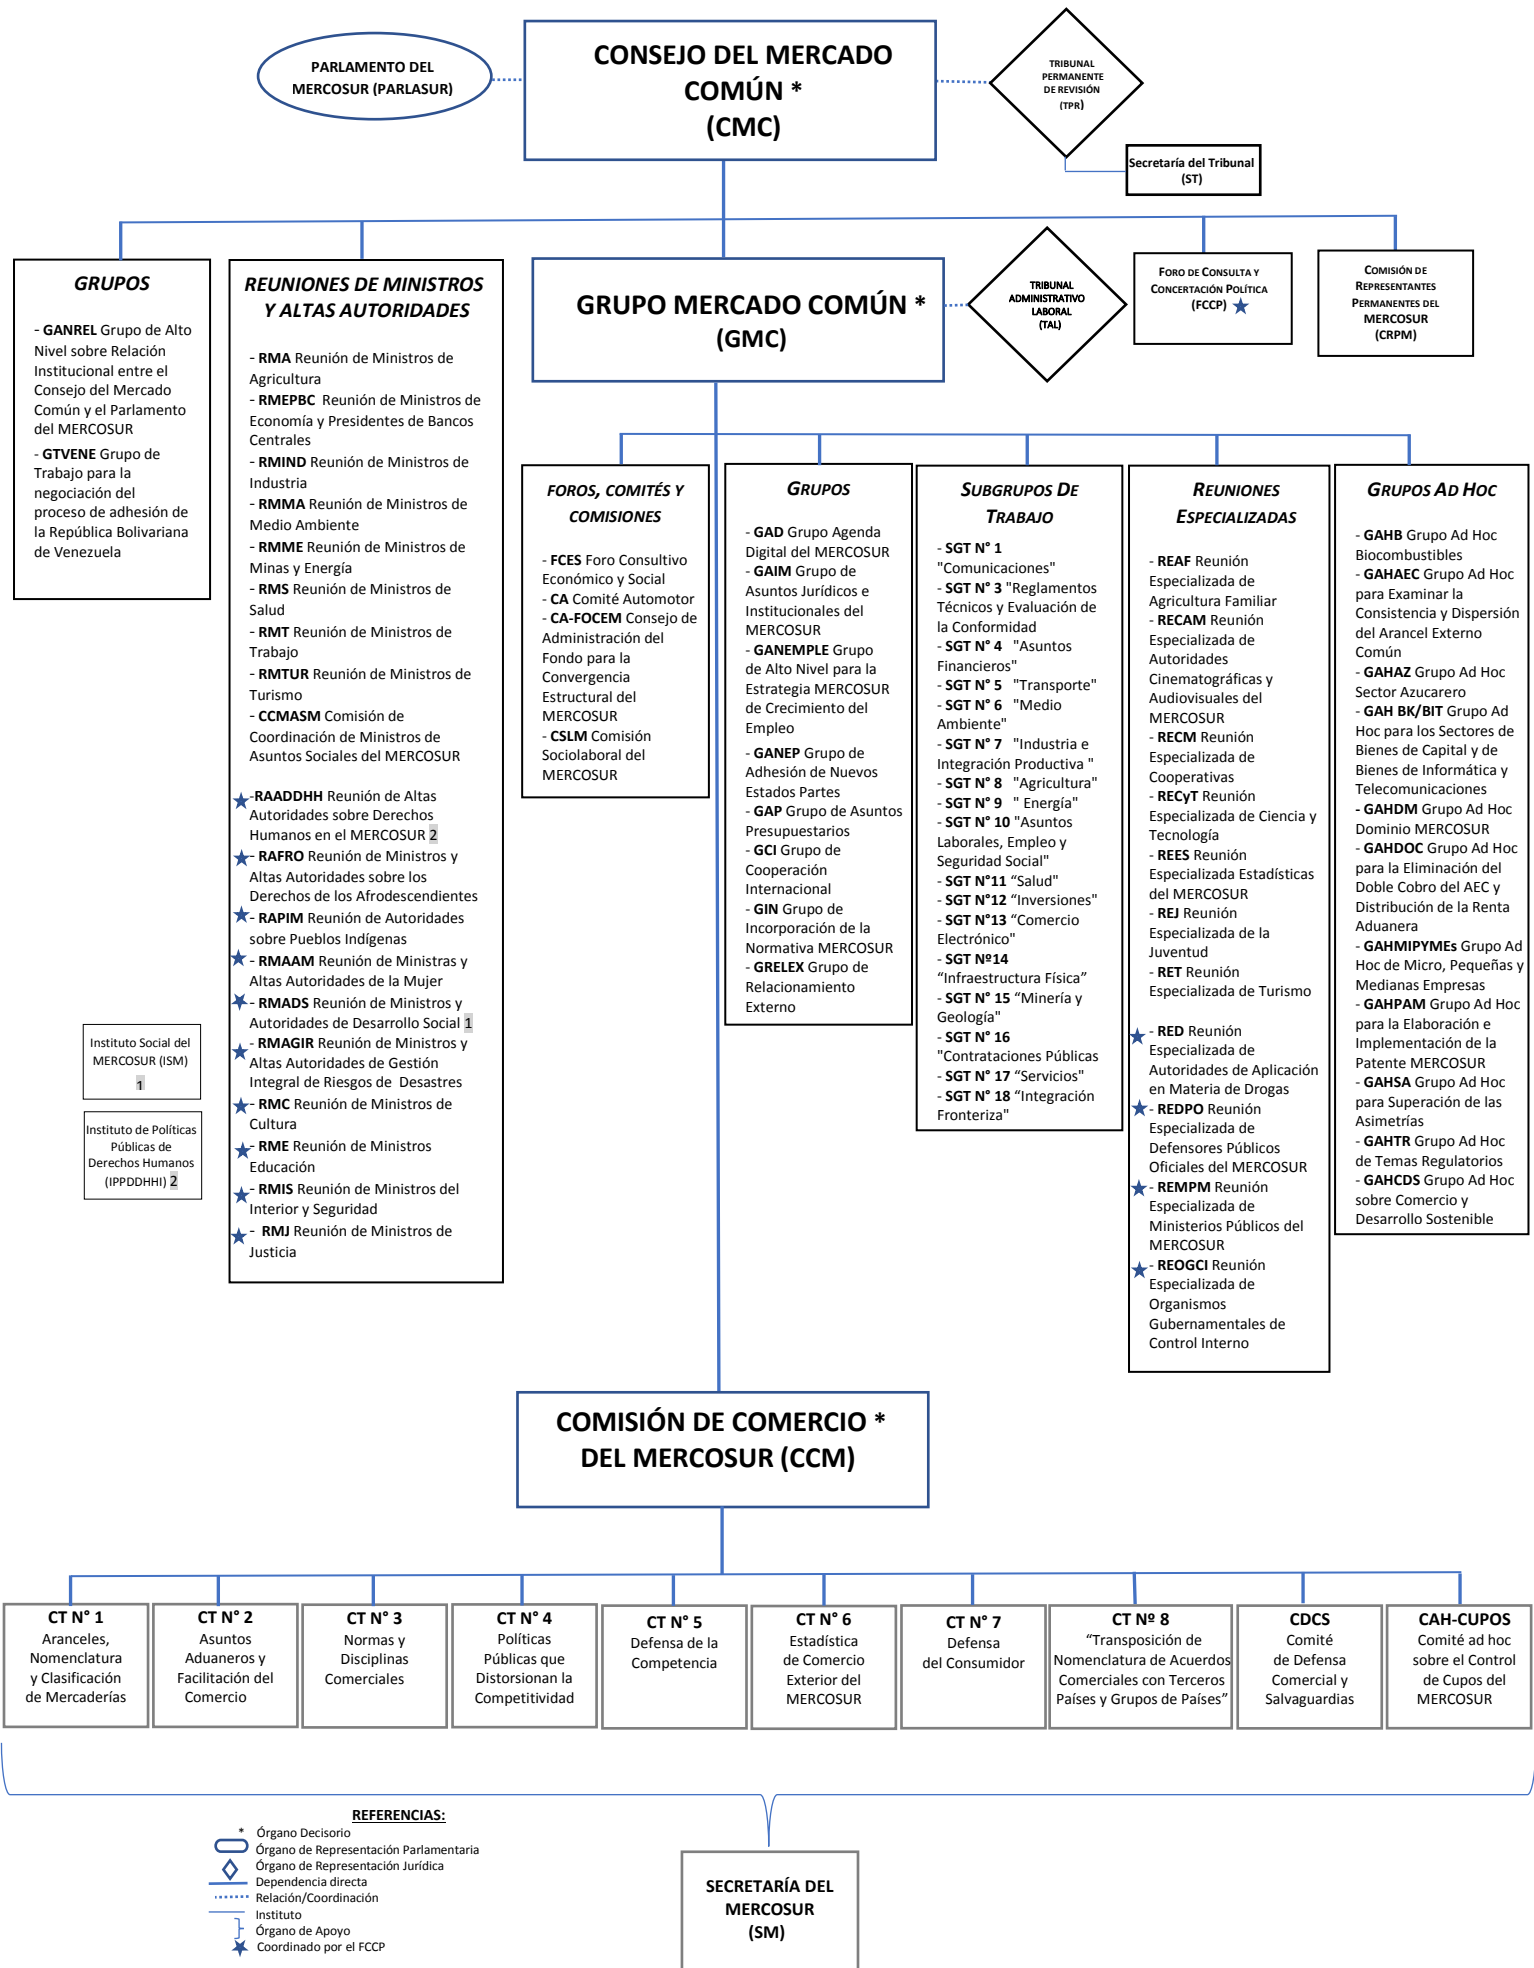 PARLAMENTO DEL
MERCOSUR (PARLASUR)
CONSEJO DEL MERCADO
COMÚN *
(CMC)
TRIBUNAL
PERMANENTE
DE REVISIÓN
(TPR)
Secretaría del Tribunal
(ST)
GRUPOS
- GANREL Grupo de Alto
Nivel sobre Relación
Institucional entre el
Consejo del Mercado
Común y el Parlamento
del MERCOSUR
- GTVENE Grupo de
Trabajo para la
negociación del
proceso de adhesión de
la República Bolivariana
de Venezuela
REUNIONES DE MINISTROS
Y ALTAS AUTORIDADES
- RMA Reunión de Ministros de
Agricultura
- RMEPBC Reunión de Ministros de
Economía y Presidentes de Bancos
Centrales
- RMIND Reunión de Ministros de
Industria
- RMMA Reunión de Ministros de
Medio Ambiente
- RMME Reunión de Ministros de
Minas y Energía
- RMS Reunión de Ministros de
Salud
- RMT Reunión de Ministros de
Trabajo
- RMTUR Reunión de Ministros de
Turismo
- CCMASM Comisión de
Coordinación de Ministros de
Asuntos Sociales del MERCOSUR
-RAADDHH Reunión de Altas
Autoridades sobre Derechos
Humanos en el MERCOSUR 2
- RAFRO Reunión de Ministros y
Altas Autoridades sobre los
Derechos de los Afrodescendientes
- RAPIM Reunión de Autoridades
sobre Pueblos Indígenas
- RMAAM Reunión de Ministras y
Altas Autoridades de la Mujer
- RMADS Reunión de Ministros y
Autoridades de Desarrollo Social 1
- RMAGIR Reunión de Ministros y
Altas Autoridades de Gestión
Integral de Riesgos de Desastres
- RMC Reunión de Ministros de
Cultura
- RME Reunión de Ministros
Educación
- RMIS Reunión de Ministros del
Interior y Seguridad
- RMJ Reunión de Ministros de
Justicia
Instituto Social del
MERCOSUR (ISM)
1
Instituto de Políticas
Públicas de
Derechos Humanos
(IPPDDHHI) 2
GRUPO MERCADO COMÚN *
(GMC)
TRIBUNAL
ADMINISTRATIVO
LABORAL
(TAL)
FORO DE CONSULTA Y
CONCERTACIÓN POLÍTICA
(FCCP)
COMISIÓN DE
REPRESENTANTES
PERMANENTES DEL
MERCOSUR
(CRPM)
FOROS, COMITÉS Y
COMISIONES
- FCES Foro Consultivo
Económico y Social
- CA Comité Automotor
- CA-FOCEM Consejo de
Administración del
Fondo para la
Convergencia
Estructural del
MERCOSUR
- CSLM Comisión
Sociolaboral del
MERCOSUR
GRUPOS
- GAD Grupo Agenda
Digital del MERCOSUR
- GAIM Grupo de
Asuntos Jurídicos e
Institucionales del
MERCOSUR
- GANEMPLE Grupo
de Alto Nivel para la
Estrategia MERCOSUR
de Crecimiento del
Empleo
- GANEP Grupo de
Adhesión de Nuevos
Estados Partes
- GAP Grupo de Asuntos
Presupuestarios
- GCI Grupo de
Cooperación
Internacional
- GIN Grupo de
Incorporación de la
Normativa MERCOSUR
- GRELEX Grupo de
Relacionamiento
Externo
SUBGRUPOS DE
TRABAJO
- SGT N° 1
"Comunicaciones"
- SGT N° 3 "Reglamentos
Técnicos y Evaluación de
la Conformidad
- SGT N° 4 "Asuntos
Financieros"
- SGT N° 5 "Transporte"
- SGT N° 6 "Medio
Ambiente"
- SGT N° 7 "Industria e
Integración Productiva "
- SGT N° 8 "Agricultura"
- SGT N° 9 " Energía"
- SGT N° 10 "Asuntos
Laborales, Empleo y
Seguridad Social"
- SGT N°11 “Salud"
- SGT N°12 “Inversiones"
- SGT N°13 “Comercio
Electrónico"
- SGT Nº14
“Infraestructura Física”
- SGT N° 15 “Minería y
Geología"
- SGT N° 16
"Contrataciones Públicas
- SGT N° 17 “Servicios"
- SGT N° 18 “Integración
Fronteriza"
REUNIONES
ESPECIALIZADAS
- REAF Reunión
Especializada de
Agricultura Familiar
- RECAM Reunión
Especializada de
Autoridades
Cinematográficas y
Audiovisuales del
MERCOSUR
- RECM Reunión
Especializada de
Cooperativas
- RECyT Reunión
Especializada de Ciencia y
Tecnología
- REES Reunión
Especializada Estadísticas
del MERCOSUR
- REJ Reunión
Especializada de la
Juventud
- RET Reunión
Especializada de Turismo
- RED Reunión
Especializada de
Autoridades de Aplicación
en Materia de Drogas
- REDPO Reunión
Especializada de
Defensores Públicos
Oficiales del MERCOSUR
- REMPM Reunión
Especializada de
Ministerios Públicos del
MERCOSUR
- REOGCI Reunión
Especializada de
Organismos
Gubernamentales de
Control Interno
GRUPOS AD HOC
- GAHB Grupo Ad Hoc
Biocombustibles
- GAHAEC Grupo Ad Hoc
para Examinar la
Consistencia y Dispersión
del Arancel Externo
Común
- GAHAZ Grupo Ad Hoc
Sector Azucarero
- GAH BK/BIT Grupo Ad
Hoc para los Sectores de
Bienes de Capital y de
Bienes de Informática y
Telecomunicaciones
- GAHDM Grupo Ad Hoc
Dominio MERCOSUR
- GAHDOC Grupo Ad Hoc
para la Eliminación del
Doble Cobro del AEC y
Distribución de la Renta
Aduanera
- GAHMIPYMEs Grupo Ad
Hoc de Micro, Pequeñas y
Medianas Empresas
- GAHPAM Grupo Ad Hoc
para la Elaboración e
Implementación de la
Patente MERCOSUR
- GAHSA Grupo Ad Hoc
para Superación de las
Asimetrías
- GAHTR Grupo Ad Hoc
de Temas Regulatorios
- GAHCDS Grupo Ad Hoc
sobre Comercio y
Desarrollo Sostenible
COMISIÓN DE COMERCIO *
DEL MERCOSUR (CCM)
CT N° 1
Aranceles,
Nomenclatura
y Clasificación
de Mercaderías
CT N° 2
Asuntos
Aduaneros y
Facilitación del
Comercio
CT N° 3
Normas y
Disciplinas
Comerciales
CT N° 4
Políticas
Públicas que
Distorsionan la
Competitividad
CT N° 5
Defensa de la
Competencia
CT N° 6
Estadística
de Comercio
Exterior del
MERCOSUR
CT N° 7
Defensa
del Consumidor
CT Nº 8
“Transposición de
Nomenclatura de Acuerdos
Comerciales con Terceros
Países y Grupos de Países”
CDCS
Comité
de Defensa
Comercial y
Salvaguardias
CAH-CUPOS
Comité ad hoc
sobre el Control
de Cupos del
MERCOSUR
REFERENCIAS:
* Órgano Decisorio
Órgano de Representación Parlamentaria
Órgano de Representación Jurídica
Dependencia directa
Relación/Coordinación
Instituto
Órgano de Apoyo
Coordinado por el FCCP
SECRETARÍA DEL
MERCOSUR
(SM)